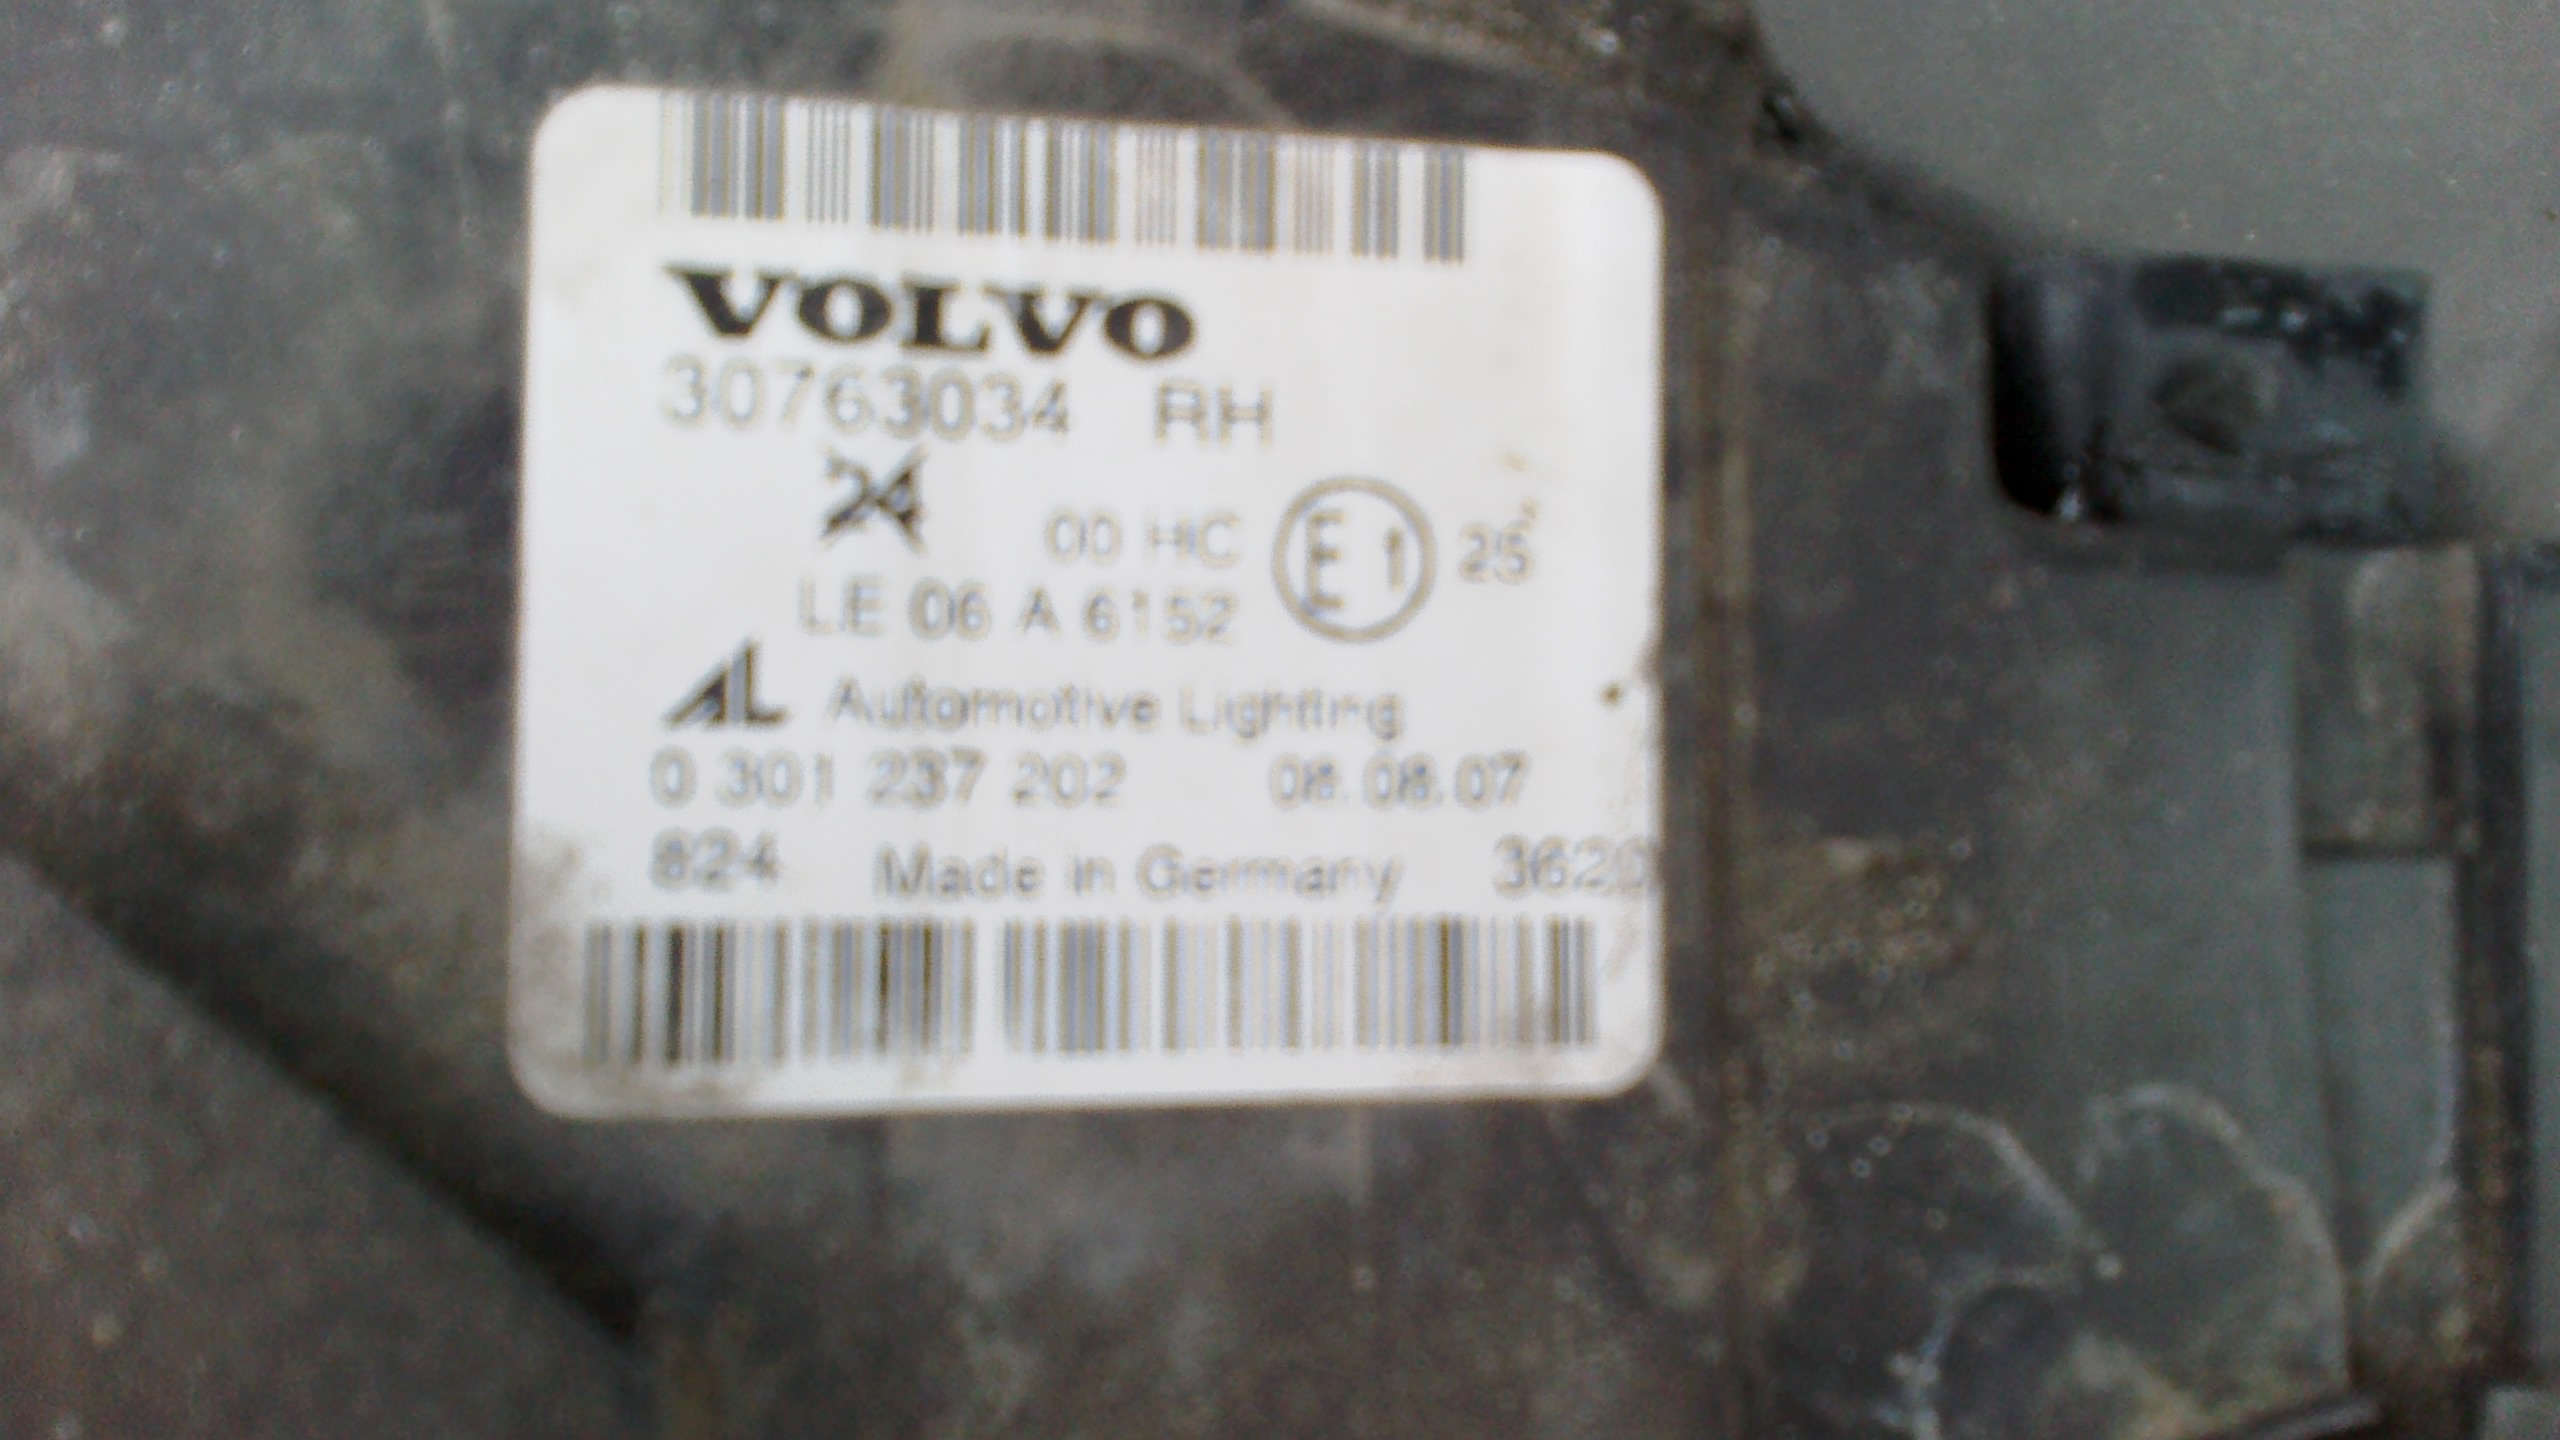 VOLVO
30763034 RH
24 00 HC E1 25
LE 06 A 6152
AL Automotive Lighting
0 301 237 202 08.08.07
824 Made in Germany 3620